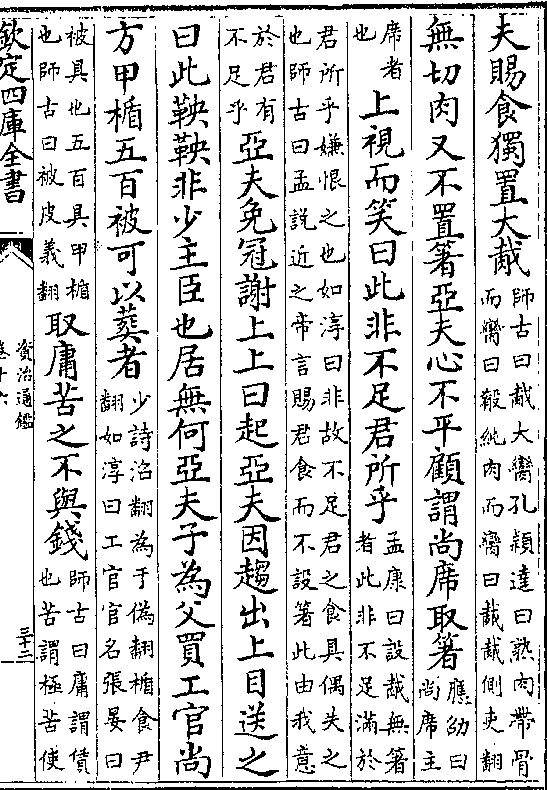 夫賜食獨置大胾師古曰胾大臠孔穎達曰熟肉帶骨而臠曰殽純肉而臠曰胾胾側吏翻
無切肉又不置箸亞夫心不平顧謂尚席取箸應劭曰尚席主
席者也上視而笑曰此非不足君所乎孟康曰設胾無箸者此非不足滿於
君所乎嫌恨之也如淳曰非故不足君之食具偶失之也師古曰孟說近之帝言賜君食而不設箸此由我意
於君有不足乎亞夫免冠謝上上曰起亞夫因趨出上目送之
曰此鞅鞅非少主臣也居無何亞夫子為父買工官尚
方甲楯五百被可以葬者少詩沼翻為于偽翻楯食尹翻如淳曰工官官名張晏曰
被具也五百具甲楯也師古曰被皮義翻取庸苦之不與錢師古曰庸謂賃也苦謂極苦使
欽定四庫全書
資治通鑑
卷十六
三十二